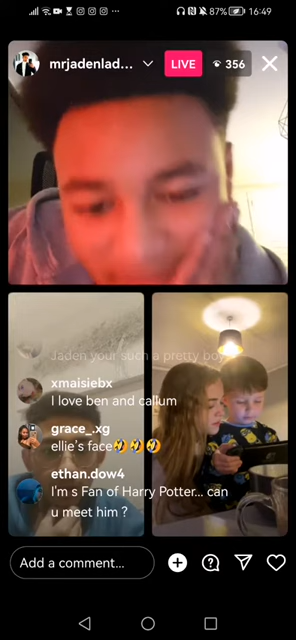 87% 16:49
mrjadenlad... LIVE 356
Jaden your such a pretty boy
xmaisiebx
I love ben and callum
grace_.xg
ellie's face🤣🤣🤣
ethan.dow4
I'm s Fan of Harry Potter... can
u meet him ?
Add a comment...